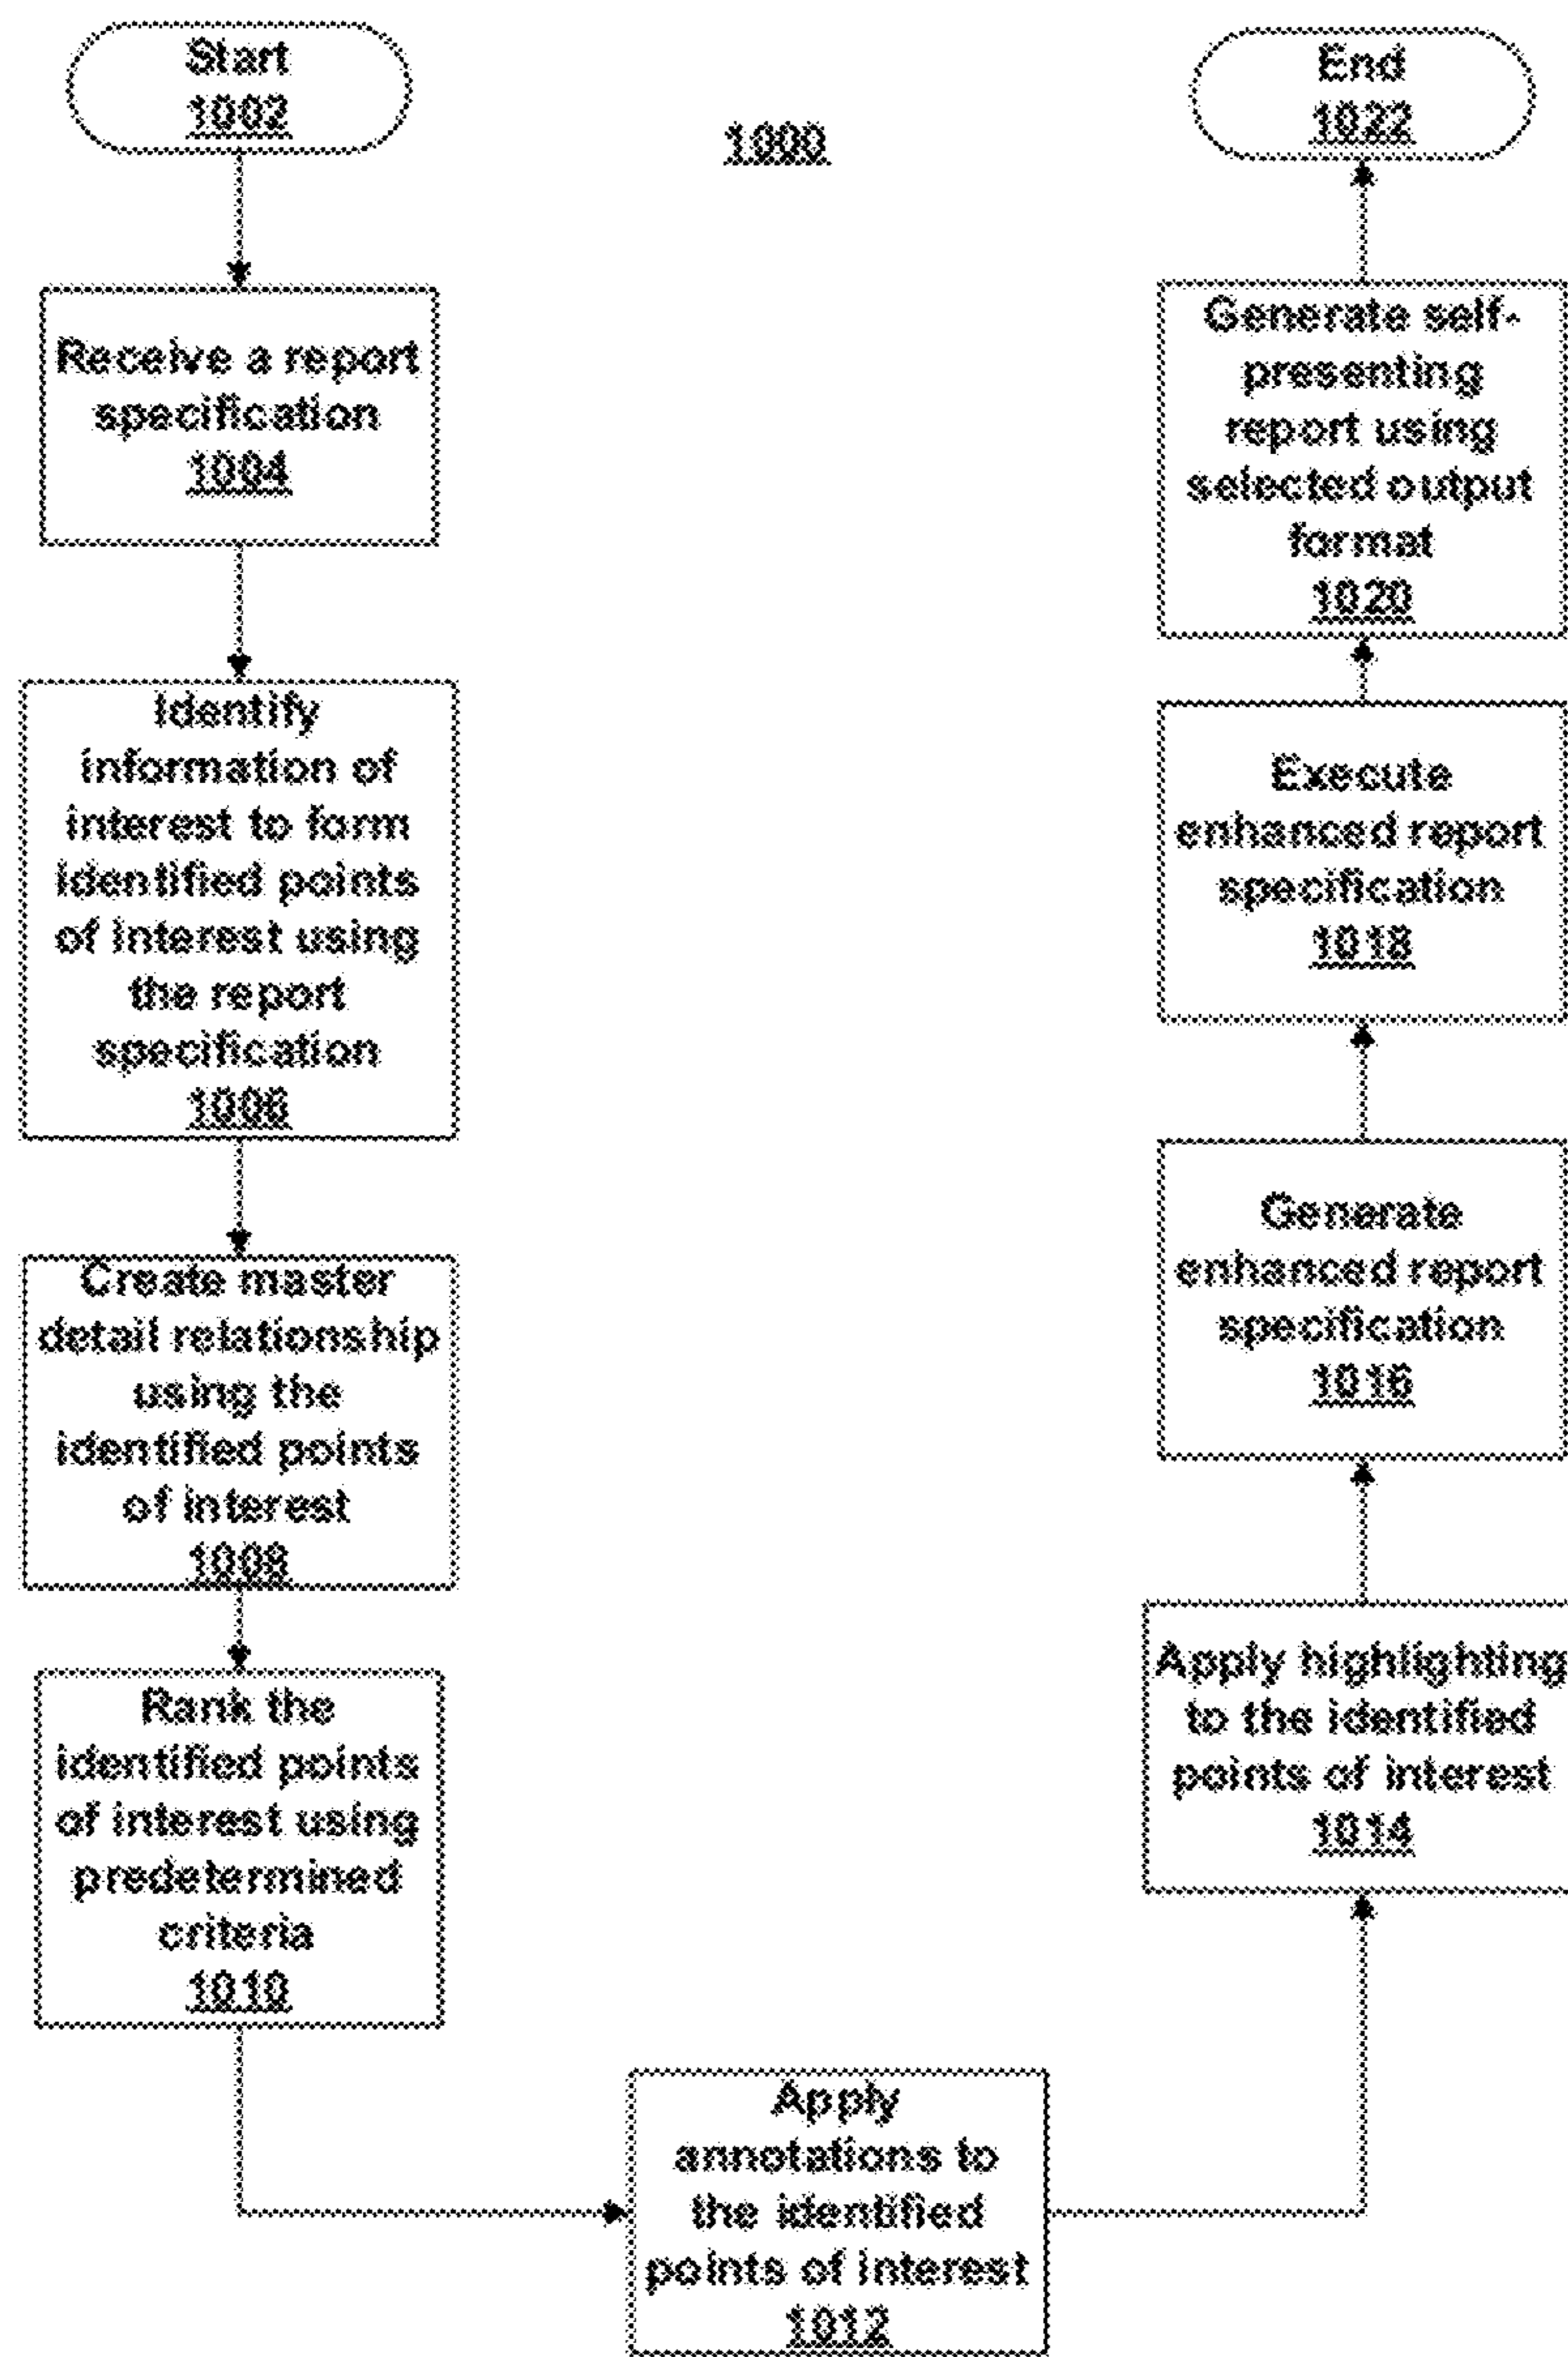 Start
1002
1000
Receive a report
specification
1004
Identify
information of
interest to form
identified points
of interest using
the report
specification
1006
Create master
detail relationship
using the
identified points
of interest
1008
Rank the
identified points
of interest using
predetermined
criteria
1010
Apply
annotations to
the identified
points of interest
1012
Apply highlighting
to the identified
points of interest
1014
Generate
enhanced report
specification
1016
Execute
enhanced report
specification
1018
Generate self-
presenting
report using
selected output
format
1020
End
1022